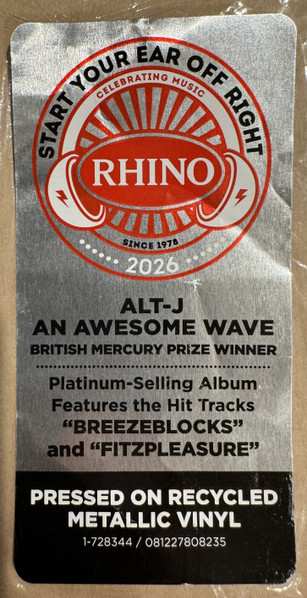 START YOUR EAR OFF RIGHT
CELEBRATING MUSIC
RHINO
SINCE 1978
2026
ALT-J
AN AWESOME WAVE
BRITISH MERCURY PRIZE WINNER
Platinum-Selling Album
Features the Hit Tracks
“BREEZEBLOCKS”
and “FITZPLEASURE”
PRESSED ON RECYCLED
METALLIC VINYL
1-728344 / 081227808235